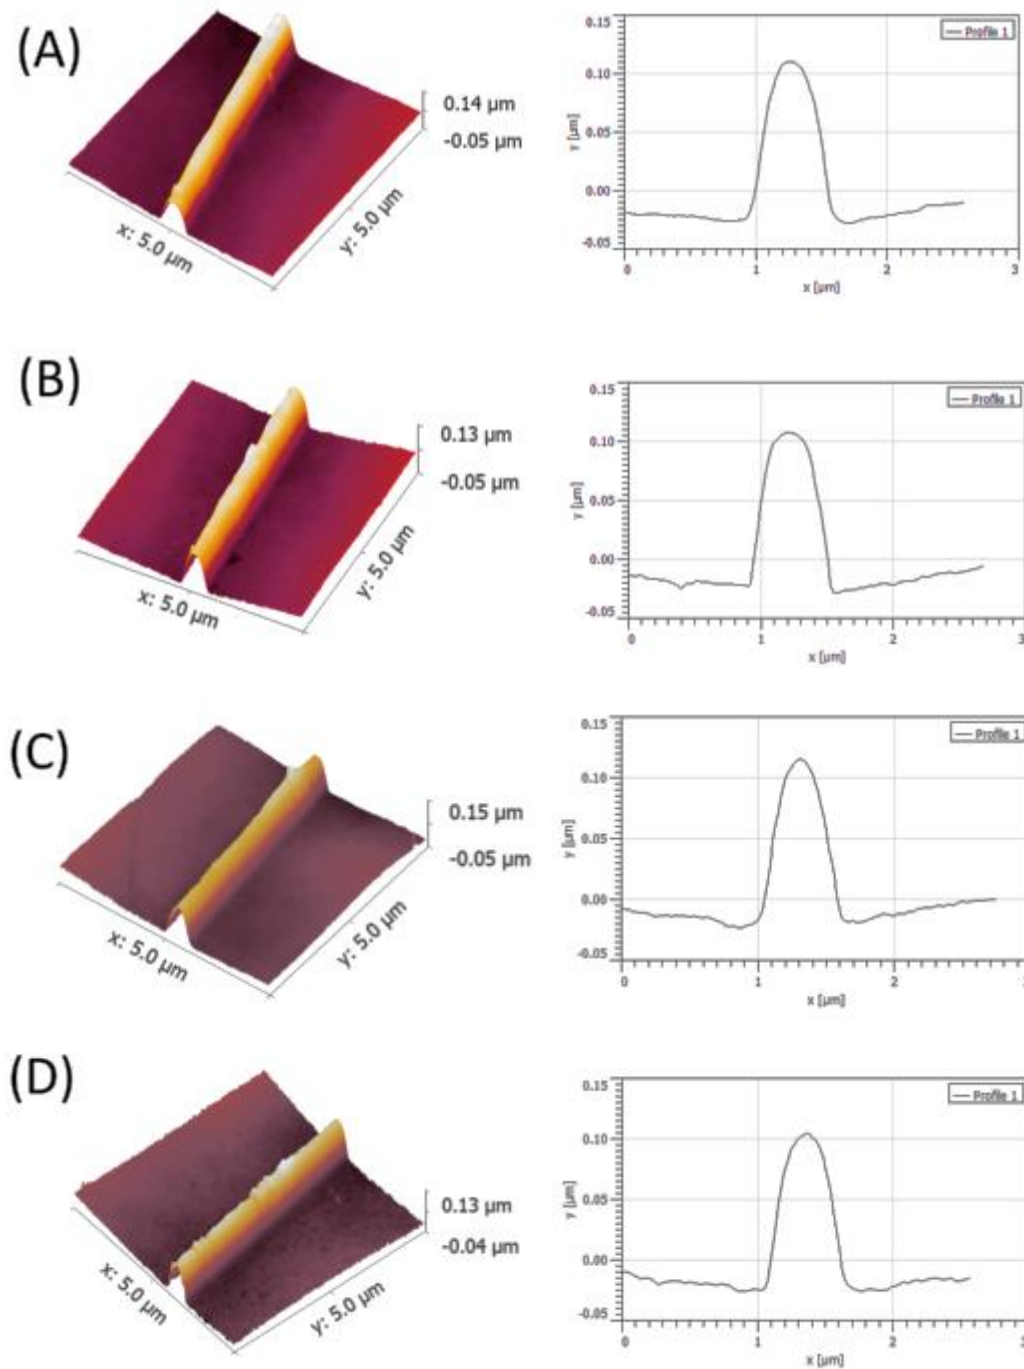 (A)
0.14 µm
-0.05 µm
x: 5.0 µm
y: 5.0 µm
0.15
0.10
0.05
0.00
-0.05
y [µm]
Profile 1
0
1
2
3
x [µm]
(B)
0.13 µm
-0.05 µm
x: 5.0 µm
y: 5.0 µm
0.15
0.10
0.05
0.00
-0.05
y [µm]
Profile 1
0
1
2
3
x [µm]
(C)
0.15 µm
-0.05 µm
x: 5.0 µm
y: 5.0 µm
0.15
0.10
0.05
0.00
-0.05
y [µm]
Profile 1
0
1
2
x [µm]
(D)
0.13 µm
-0.04 µm
x: 5.0 µm
y: 5.0 µm
0.15
0.10
0.05
0.00
-0.05
y [µm]
Profile 1
0
1
2
x [µm]